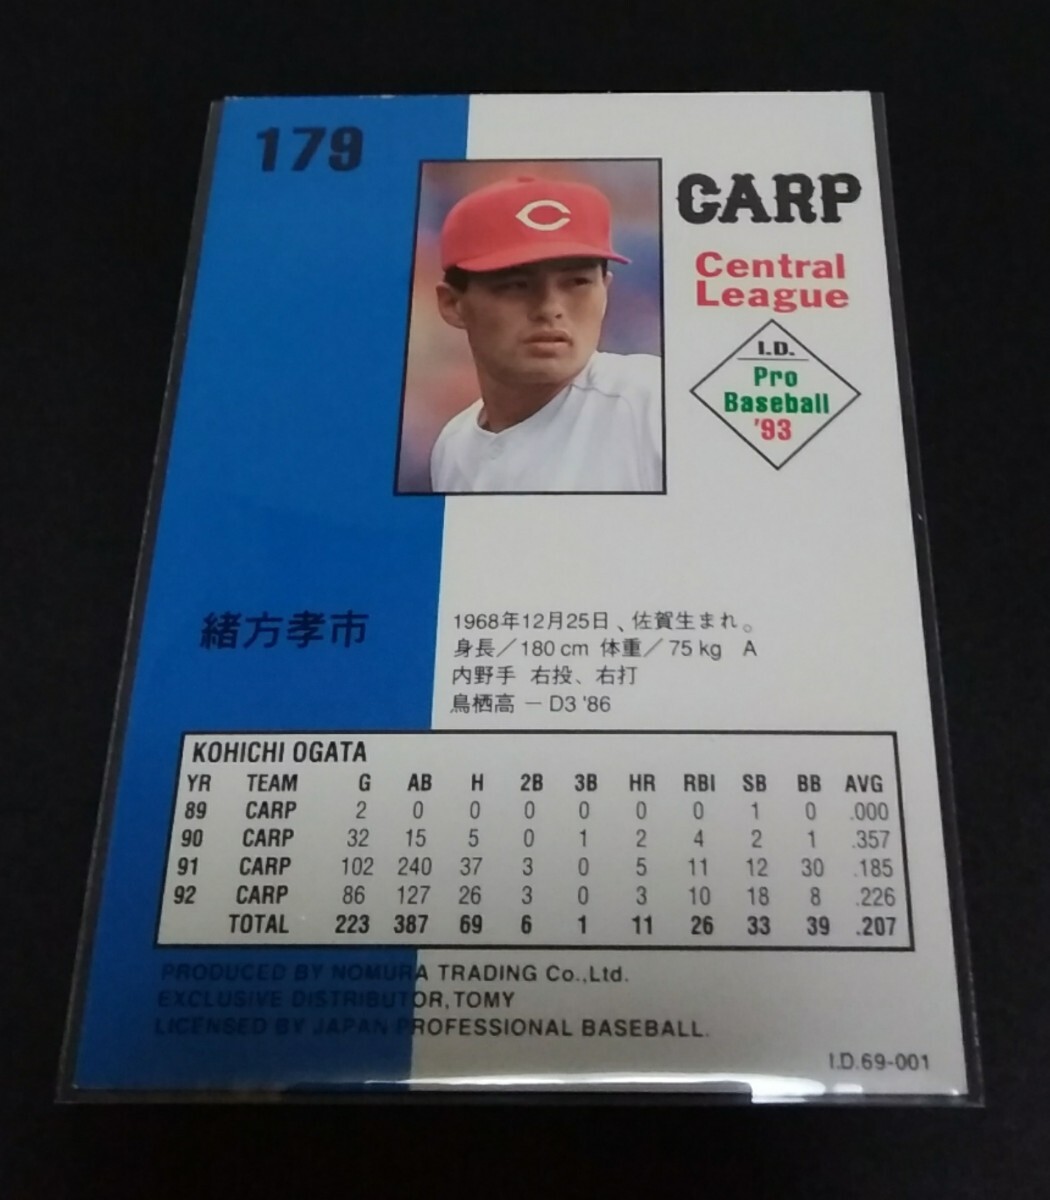 179
CARP
Central
League
I.D.
Pro
Baseball
'93
緒方孝市
1968年12月25日、佐賀生まれ。
身長／180cm 体重／75kg A
内野手 右投、右打
鳥栖高 － D3 '86
KOHICHI OGATA
YR TEAM G AB H 2B 3B HR RBI SB BB AVG
89 CARP 2 0 0 0 0 0 0 1 0 .000
90 CARP 32 15 5 0 1 2 4 2 1 .357
91 CARP 102 240 37 3 0 5 11 12 30 .185
92 CARP 86 127 26 3 0 3 10 18 8 .226
TOTAL 223 387 69 6 1 11 26 33 39 .207
PRODUCED BY NOMURA TRADING Co.,Ltd.
EXCLUSIVE DISTRIBUTOR, TOMY
LICENSED BY JAPAN PROFESSIONAL BASEBALL.
I.D.69-001